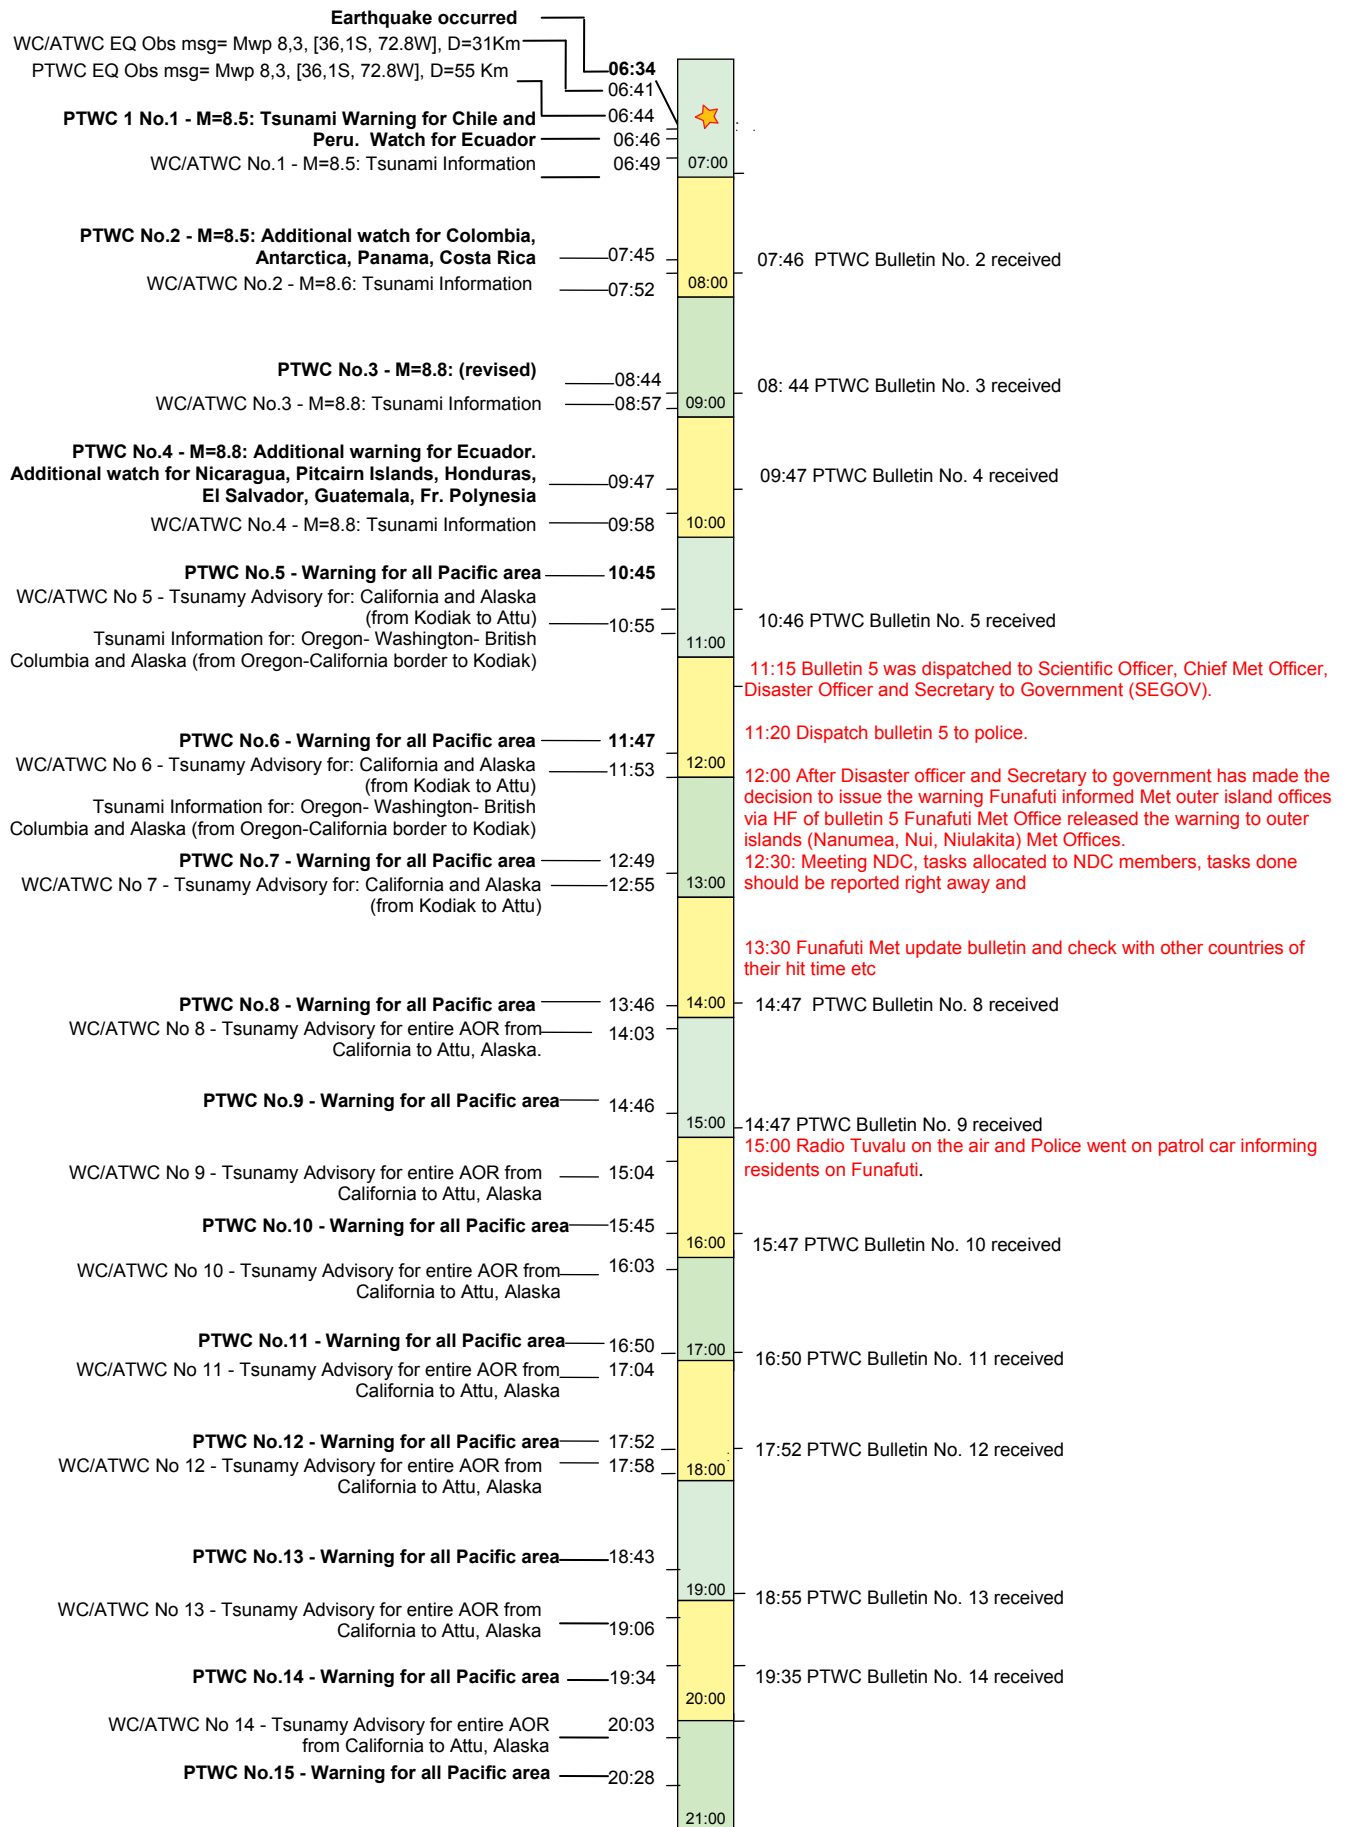 Earthquake occurred
WC/ATWC EQ Obs msg= Mwp 8,3, [36,1S, 72.8W], D=31Km
PTWC EQ Obs msg= Mwp 8,3, [36,1S, 72.8W], D=55 Km
06:34
06:41
PTWC 1 No.1 - M=8.5: Tsunami Warning for Chile and
06:44
Peru.  Watch for Ecuador
06:46
WC/ATWC No.1 - M=8.5: Tsunami Information
06:49
07:00
PTWC No.2 - M=8.5: Additional watch for Colombia,
Antarctica, Panama, Costa Rica
07:45
07:46  PTWC Bulletin No. 2 received
WC/ATWC No.2 - M=8.6: Tsunami Information
07:52
08:00
PTWC No.3 - M=8.8: (revised)
08:44
08: 44 PTWC Bulletin No. 3 received
WC/ATWC No.3 - M=8.8: Tsunami Information
08:57
09:00
PTWC No.4 - M=8.8: Additional warning for Ecuador.
Additional watch for Nicaragua, Pitcairn Islands, Honduras,
El Salvador, Guatemala, Fr. Polynesia
09:47
09:47 PTWC Bulletin No. 4 received
WC/ATWC No.4 - M=8.8: Tsunami Information
09:58
10:00
PTWC No.5 - Warning for all Pacific area
10:45
WC/ATWC No 5 - Tsunamy Advisory for: California and Alaska
(from Kodiak to Attu)
10:55
10:46 PTWC Bulletin No. 5 received
Tsunami Information for: Oregon- Washington- British
Columbia and Alaska (from Oregon-California border to Kodiak)
11:00
11:15 Bulletin 5 was dispatched to Scientific Officer, Chief Met Officer,
Disaster Officer and Secretary to Government (SEGOV).
11:20 Dispatch bulletin 5 to police.
PTWC No.6 - Warning for all Pacific area
11:47
WC/ATWC No 6 - Tsunamy Advisory for: California and Alaska
(from Kodiak to Attu)
11:53
12:00
Tsunami Information for: Oregon- Washington- British
Columbia and Alaska (from Oregon-California border to Kodiak)
12:00 After Disaster officer and Secretary to government has made the
decision to issue the warning Funafuti informed Met outer island offices
via HF of bulletin 5 Funafuti Met Office released the warning to outer
islands (Nanumea, Nui, Niulakita) Met Offices.
12:30: Meeting NDC, tasks allocated to NDC members, tasks done
should be reported right away and
PTWC No.7 - Warning for all Pacific area
12:49
WC/ATWC No 7 - Tsunamy Advisory for: California and Alaska
(from Kodiak to Attu)
12:55
13:00
13:30 Funafuti Met update bulletin and check with other countries of
their hit time etc
PTWC No.8 - Warning for all Pacific area
13:46
14:00
14:47  PTWC Bulletin No. 8 received
WC/ATWC No 8 - Tsunamy Advisory for entire AOR from
California to Attu, Alaska.
14:03
PTWC No.9 - Warning for all Pacific area
14:46
15:00
14:47 PTWC Bulletin No. 9 received
15:00 Radio Tuvalu on the air and Police went on patrol car informing
residents on Funafuti.
WC/ATWC No 9 - Tsunamy Advisory for entire AOR from
California to Attu, Alaska
15:04
PTWC No.10 - Warning for all Pacific area
15:45
16:00
15:47 PTWC Bulletin No. 10 received
WC/ATWC No 10 - Tsunamy Advisory for entire AOR from
California to Attu, Alaska
16:03
PTWC No.11 - Warning for all Pacific area
16:50
17:00
16:50 PTWC Bulletin No. 11 received
WC/ATWC No 11 - Tsunamy Advisory for entire AOR from
California to Attu, Alaska
17:04
PTWC No.12 - Warning for all Pacific area
17:52
17:52 PTWC Bulletin No. 12 received
WC/ATWC No 12 - Tsunamy Advisory for entire AOR from
California to Attu, Alaska
17:58
18:00
PTWC No.13 - Warning for all Pacific area
18:43
19:00
18:55 PTWC Bulletin No. 13 received
WC/ATWC No 13 - Tsunamy Advisory for entire AOR from
California to Attu, Alaska
19:06
PTWC No.14 - Warning for all Pacific area
19:34
19:35 PTWC Bulletin No. 14 received
20:00
WC/ATWC No 14 - Tsunamy Advisory for entire AOR
from California to Attu, Alaska
20:03
PTWC No.15 - Warning for all Pacific area
20:28
21:00